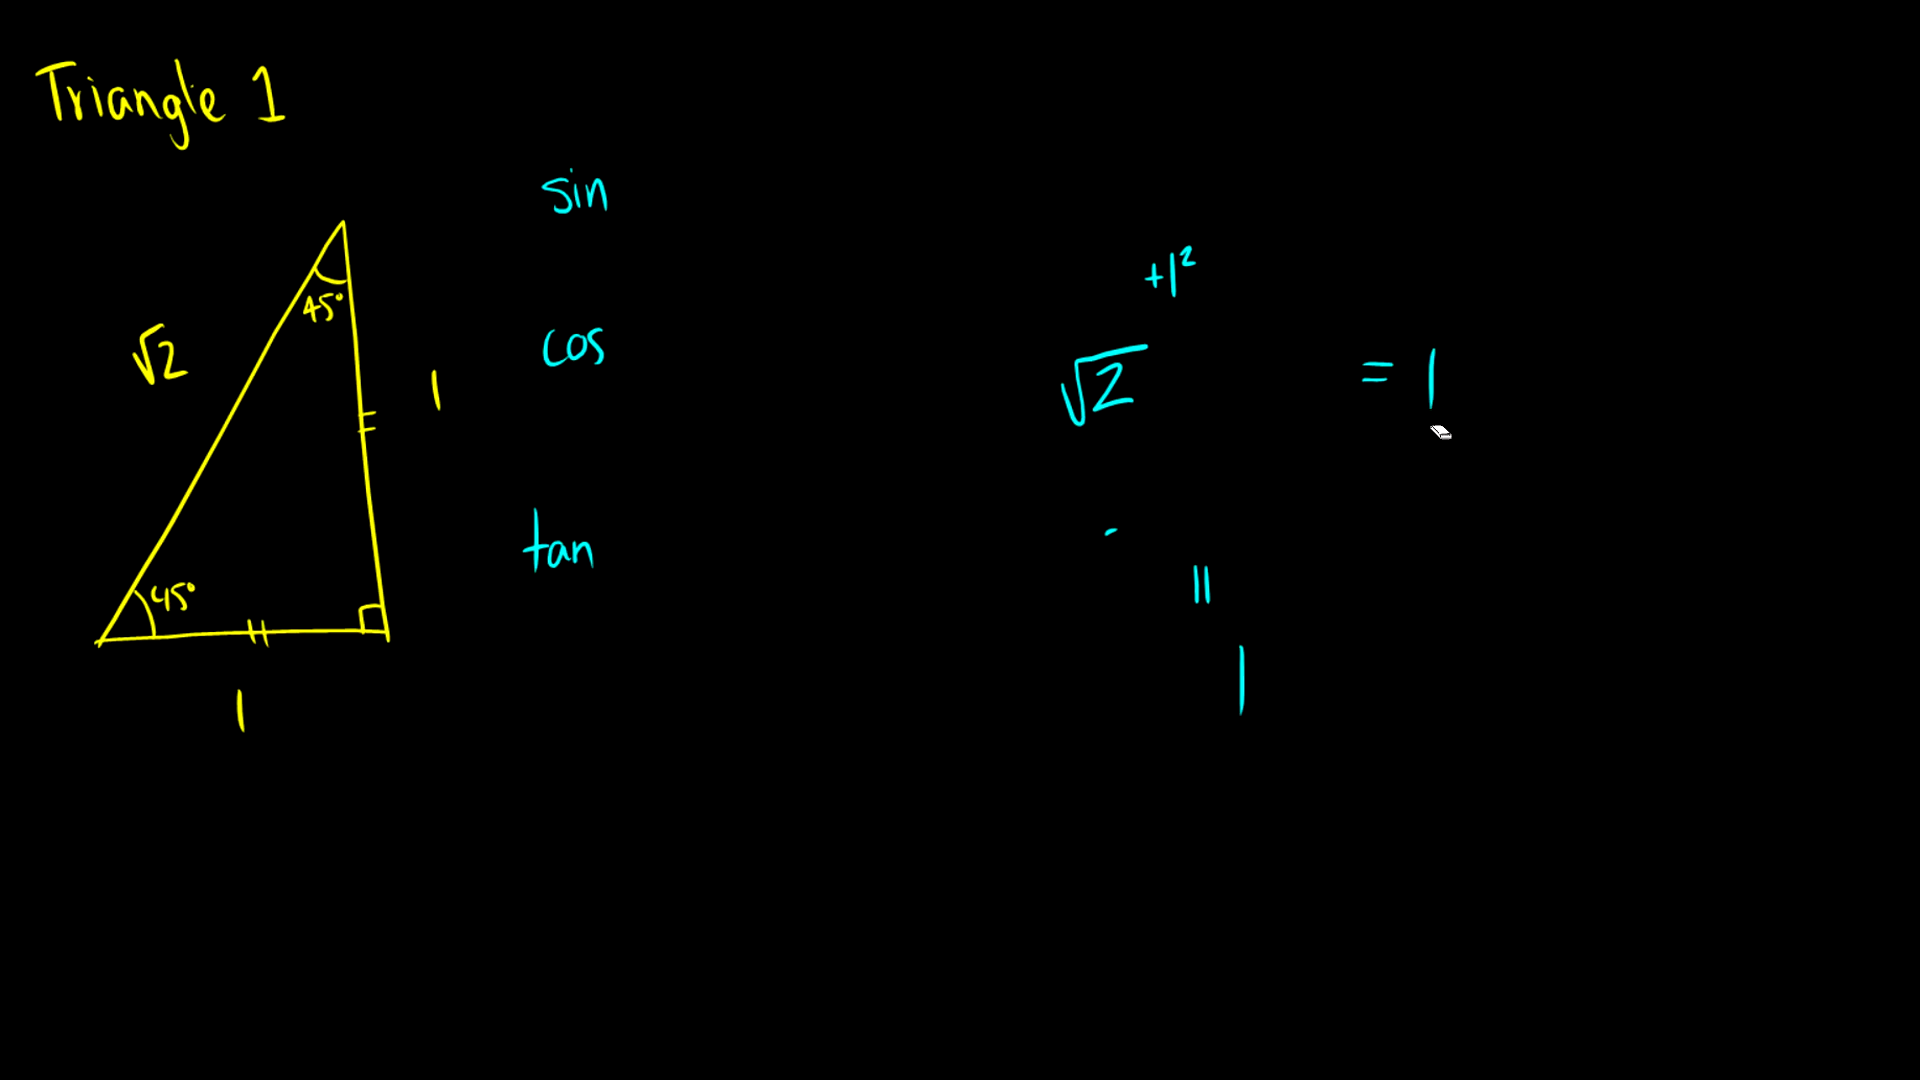 Triangle 1
sin
+1²
45°
√2
cos
1
√2
= 1
tan
45°
=
1
1